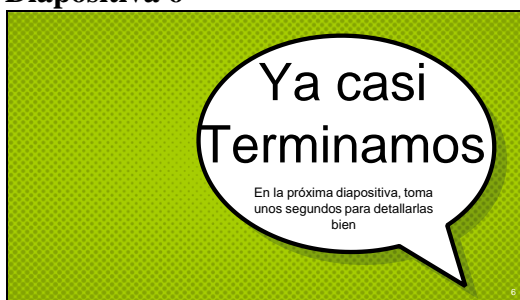 Diapositiva 6
Ya casi
Terminamos
En la próxima diapositiva, toma
unos segundos para detallarlas
bien
6